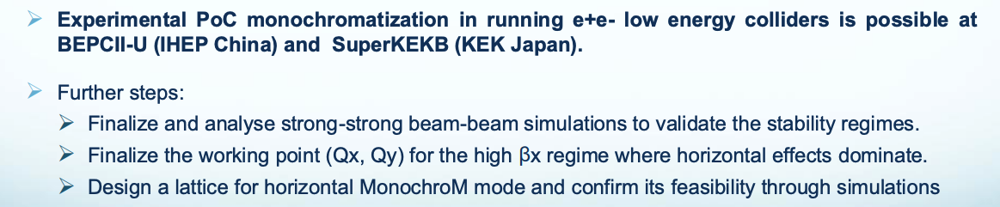 Experimental PoC monochromatization in running e+e- low energy colliders is possible at
BEPCII-U (IHEP China) and SuperKEKB (KEK Japan).
Further steps:
Finalize and analyse strong-strong beam-beam simulations to validate the stability regimes.
Finalize the working point (Qx, Qy) for the high βx regime where horizontal effects dominate.
Design a lattice for horizontal MonochroM mode and confirm its feasibility through simulations